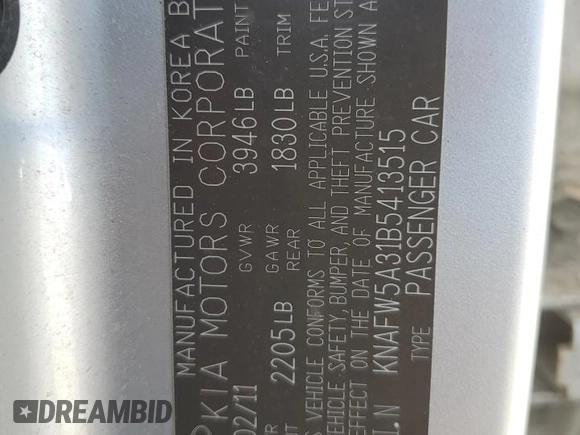 MANUFACTURED IN KOREA B
KIA MOTORS CORPORAT
02/11 GVWR 3946LB PAINT
2205LB GAWR REAR 1830LB TRIM
VEHICLE CONFORMS TO ALL APPLICABLE U.S.A. FE
VEHICLE SAFETY, BUMPER, AND THEFT PREVENTION ST
EFFECT ON THE DATE OF MANUFACTURE SHOWN A
I.N KNAFW5A31B5413515
TYPE PASSENGER CAR
DREAMBID